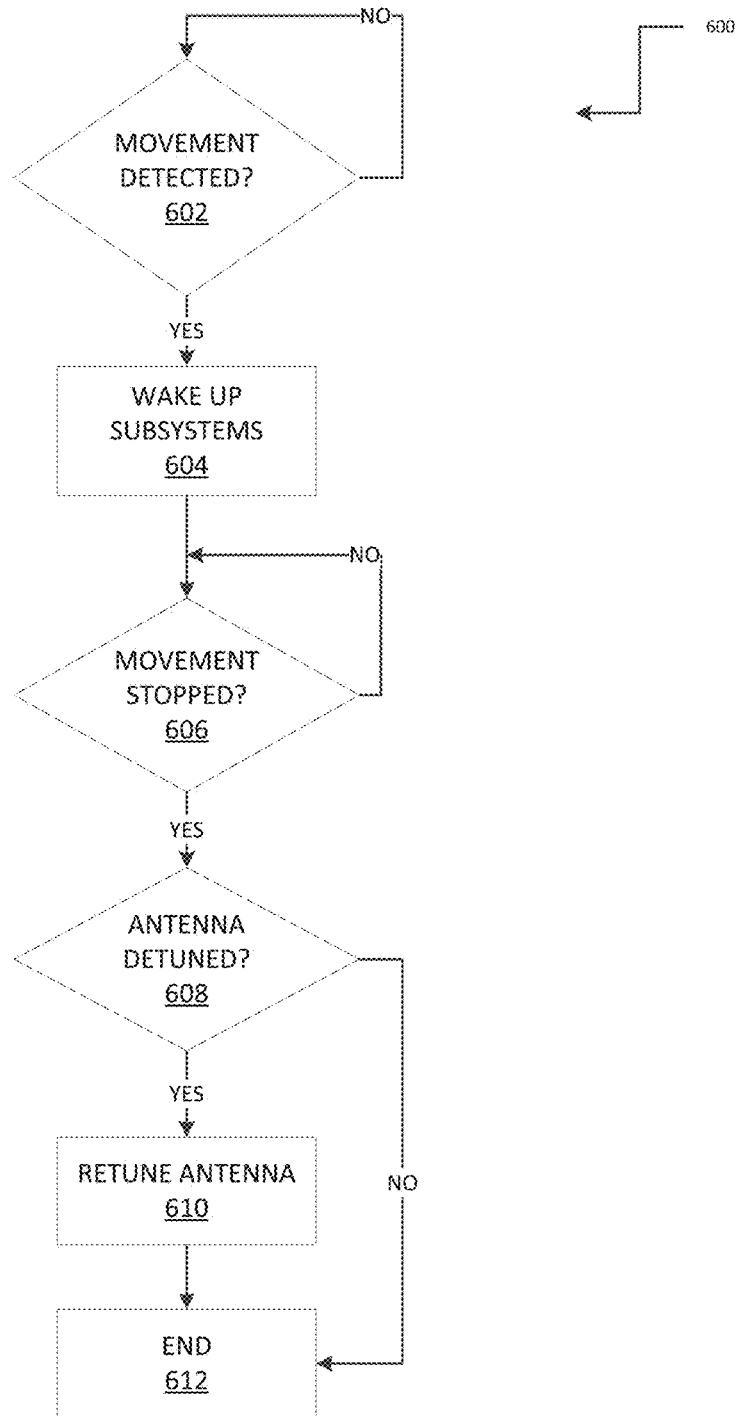 NO
600
MOVEMENT
DETECTED?
602
YES
WAKE UP
SUBSYSTEMS
604
NO
MOVEMENT
STOPPED?
606
YES
ANTENNA
DETUNED?
608
YES
RETUNE ANTENNA
610
NO
END
612